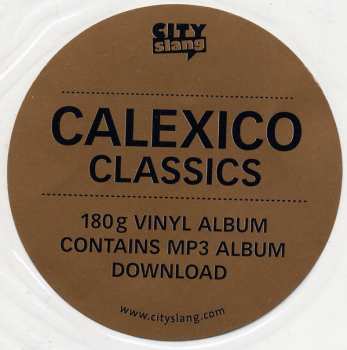 CITY
slang
CALEXICO
CLASSICS
180g VINYL ALBUM
CONTAINS MP3 ALBUM
DOWNLOAD
www.cityslang.com